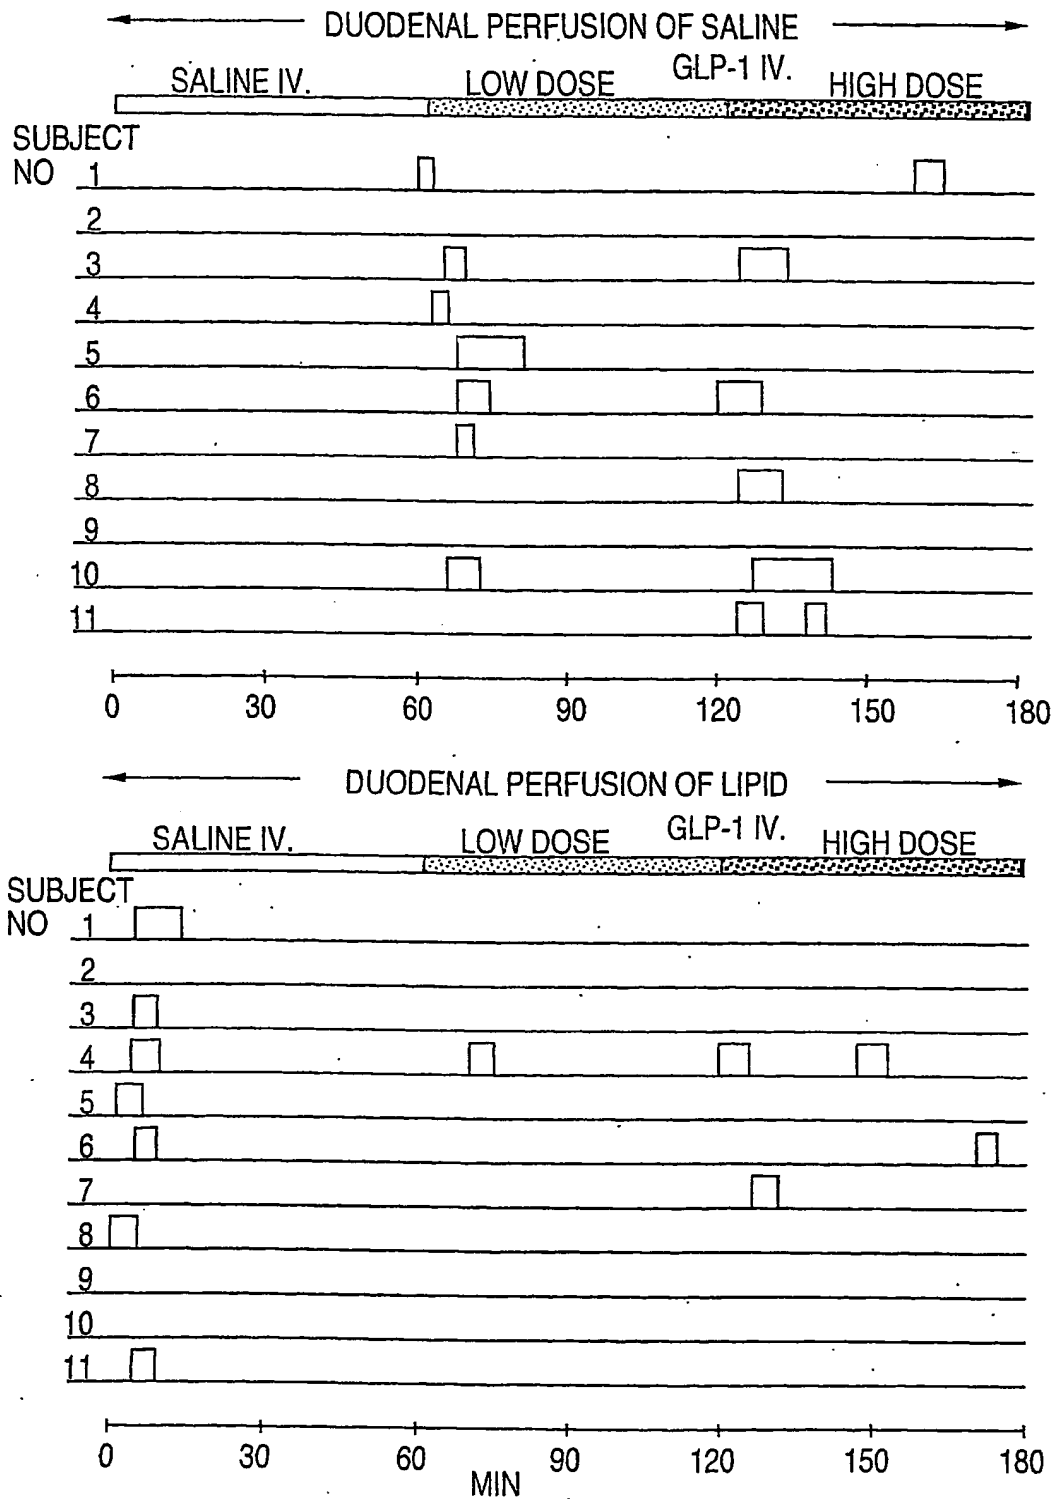 DUODENAL PERFUSION OF SALINE
SALINE IV. LOW DOSE GLP-1 IV. HIGH DOSE
SUBJECT
NO 1
2
3
4
5
6
7
8
9
10
11
0 30 60 90 120 150 180
DUODENAL PERFUSION OF LIPID
SALINE IV. LOW DOSE GLP-1 IV. HIGH DOSE
SUBJECT
NO 1
2
3
4
5
6
7
8
9
10
11
0 30 60 90 120 150 180
MIN